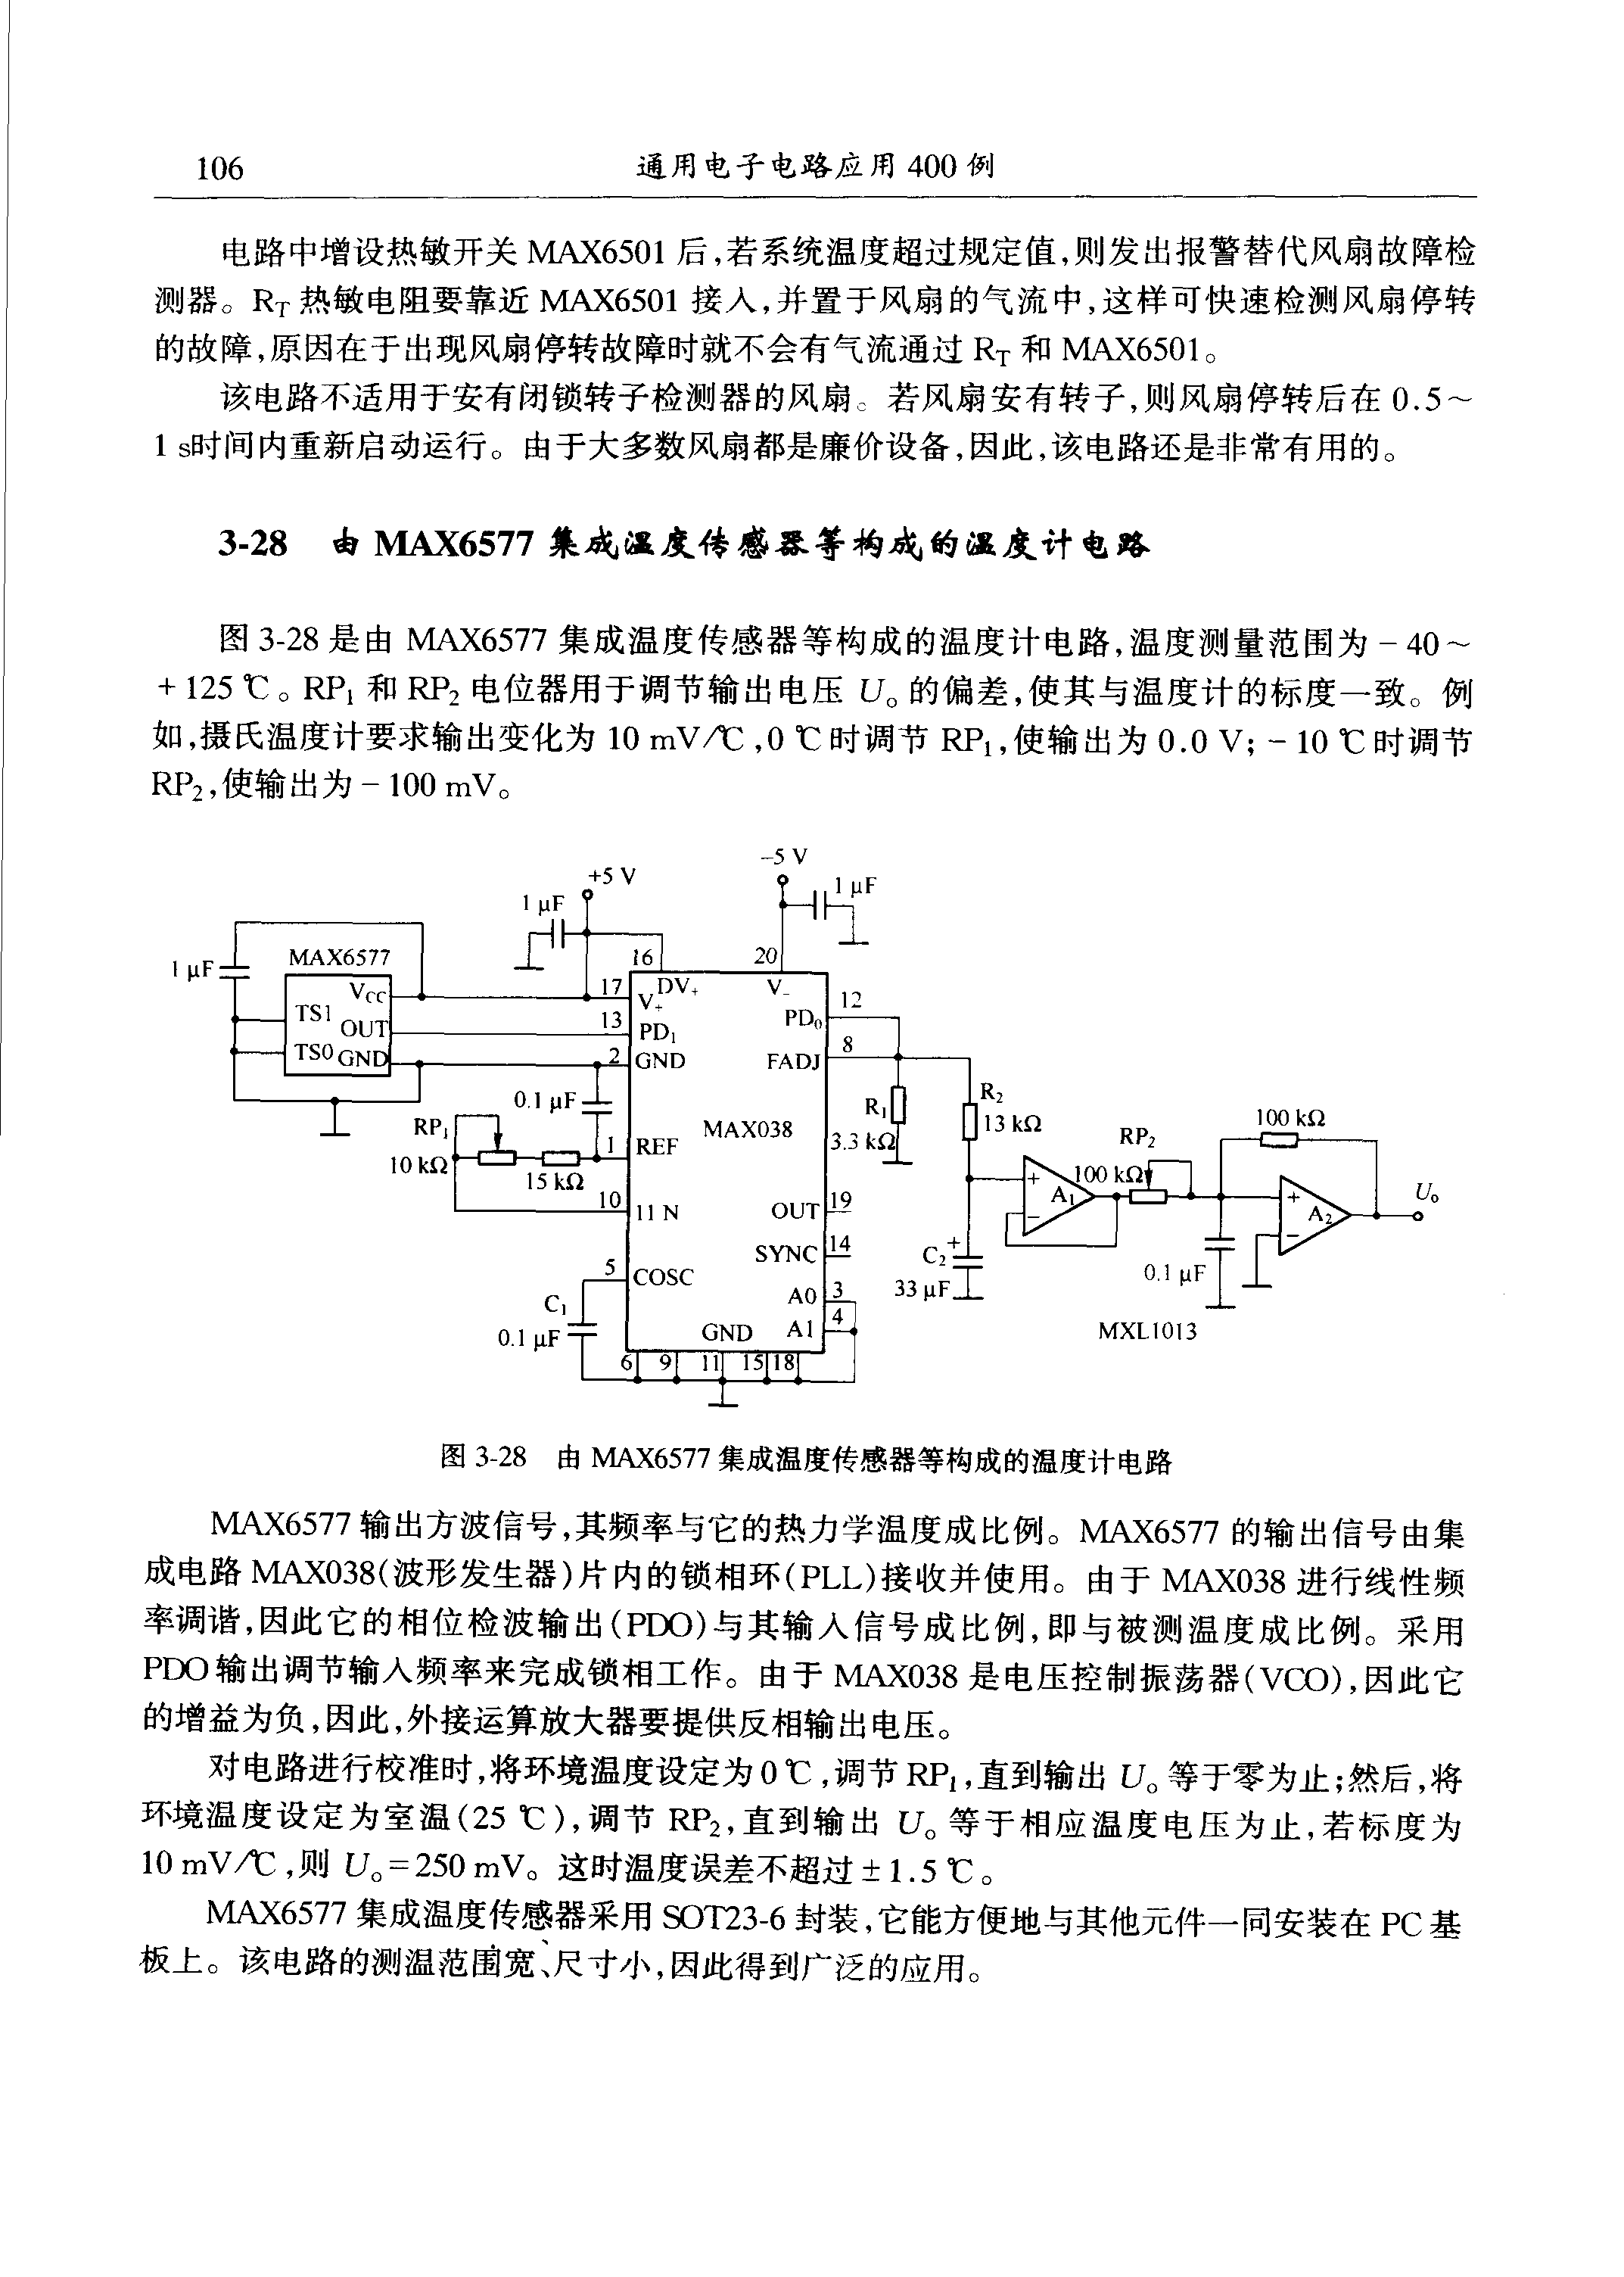 106 通用电子电路应用 400 例
电路中增设热敏开关 MAX6501 后,若系统温度超过规定值,则发出报警替代风扇故障检
测器。RT 热敏电阻要靠近 MAX6501 接入,并置于风扇的气流中,这样可快速检测风扇停转
的故障,原因在于出现风扇停转故障时就不会有气流通过 RT 和 MAX6501。
该电路不适用于安有闭锁转子检测器的风扇。若风扇安有转子,则风扇停转后在 0.5~
1 s时间内重新启动运行。由于大多数风扇都是廉价设备,因此,该电路还是非常有用的。
3-28 由 MAX6577 集成温度传感器等构成的温度计电路
图 3-28 是由 MAX6577 集成温度传感器等构成的温度计电路,温度测量范围为 -40~
+125 ℃。RP1 和 RP2 电位器用于调节输出电压 Uo 的偏差,使其与温度计的标度一致。例
如,摄氏温度计要求输出变化为 10 mV/℃,0 ℃时调节 RP1,使输出为 0.0 V; -10 ℃时调节
RP2,使输出为 -100 mV。
-5 V
+5 V
1 μF
1 μF
1 μF
MAX6577
16
20
VCC
17
DV+
V-
V+
12
TS1
OUT
13
PD1
PD0
TS0
GND
2
GND
FADJ
8
0.1 μF
R1
3.3 kΩ
R2
13 kΩ
RP1
10 kΩ
15 kΩ
1
REF
MAX038
RP2
100 kΩ
100 kΩ
A1
+
-
A2
+
-
Uo
10
11 N
OUT
19
SYNC
14
5
COSC
C2
+
33 μF
0.1 μF
C1
0.1 μF
A0
3
GND
A1
4
MXL1013
6
9
11
15
18
图 3-28 由 MAX6577 集成温度传感器等构成的温度计电路
MAX6577 输出方波信号,其频率与它的热力学温度成比例。MAX6577 的输出信号由集
成电路 MAX038(波形发生器)片内的锁相环(PLL)接收并使用。由于 MAX038 进行线性频
率调谐,因此它的相位检波输出(PDO)与其输入信号成比例,即与被测温度成比例。采用
PDO 输出调节输入频率来完成锁相工作。由于 MAX038 是电压控制振荡器(VCO),因此它
的增益为负,因此,外接运算放大器要提供反相输出电压。
对电路进行校准时,将环境温度设定为 0 ℃,调节 RP1,直到输出 Uo 等于零为止;然后,将
环境温度设定为室温(25 ℃),调节 RP2,直到输出 Uo 等于相应温度电压为止,若标度为
10 mV/℃,则 Uo=250 mV。这时温度误差不超过 ±1.5 ℃。
MAX6577 集成温度传感器采用 SOT23-6 封装,它能方便地与其他元件一同安装在 PC 基
板上。该电路的测温范围宽、尺寸小,因此得到广泛的应用。